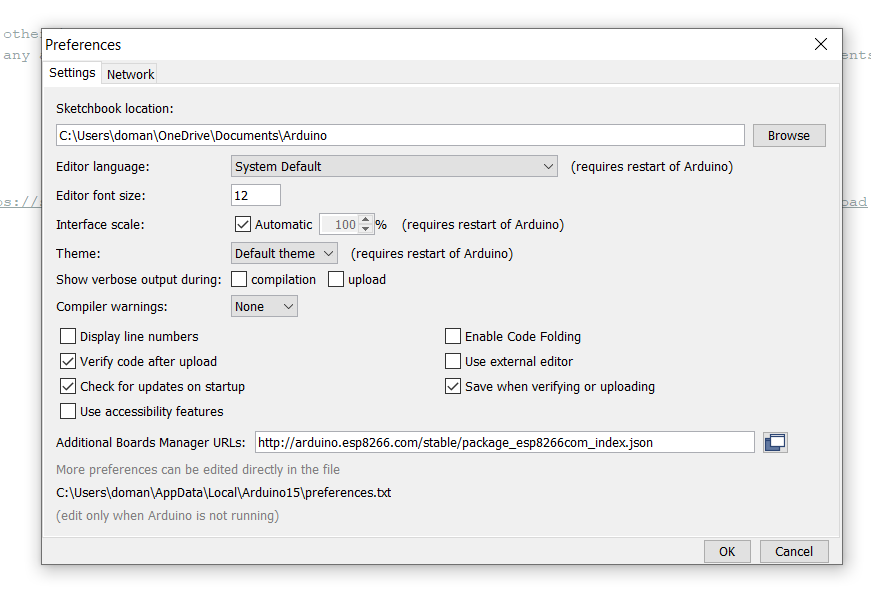 othe
any
ents
Preferences
Settings Network
Sketchbook location:
C:\Users\doman\OneDrive\Documents\Arduino Browse
Editor language: System Default (requires restart of Arduino)
Editor font size: 12
ps:// oad
Interface scale: Automatic 100 % (requires restart of Arduino)
Theme: Default theme (requires restart of Arduino)
Show verbose output during: compilation upload
Compiler warnings: None
Display line numbers Enable Code Folding
Verify code after upload Use external editor
Check for updates on startup Save when verifying or uploading
Use accessibility features
Additional Boards Manager URLs: http://arduino.esp8266.com/stable/package_esp8266com_index.json
More preferences can be edited directly in the file
C:\Users\doman\AppData\Local\Arduino15\preferences.txt
(edit only when Arduino is not running)
OK Cancel